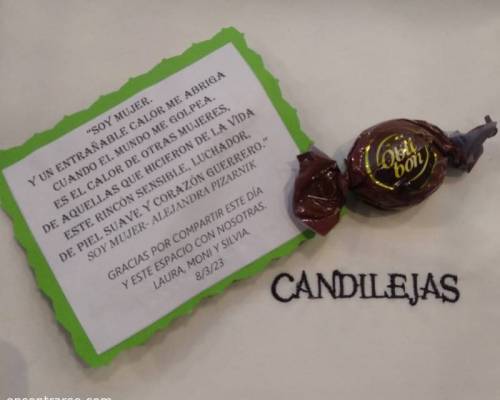 "SOY MUJER.
Y UN ENTRAÑABLE CALOR ME ABRIGA
CUANDO EL MUNDO ME GOLPEA.
ES EL CALOR DE OTRAS MUJERES,
DE AQUELLAS QUE HICIERON DE LA VIDA
ESTE RINCÓN SENSIBLE, LUCHADOR.
DE PIEL SUAVE Y CORAZÓN GUERRERO."
SOY MUJER- ALEJANDRA PIZARNIK
GRACIAS POR COMPARTIR ESTE DÍA
Y ESTE ESPACIO CON NOSOTRAS.
LAURA, MONI Y SILVIA
8/3/23
Obu
bon
CANDILEJAS